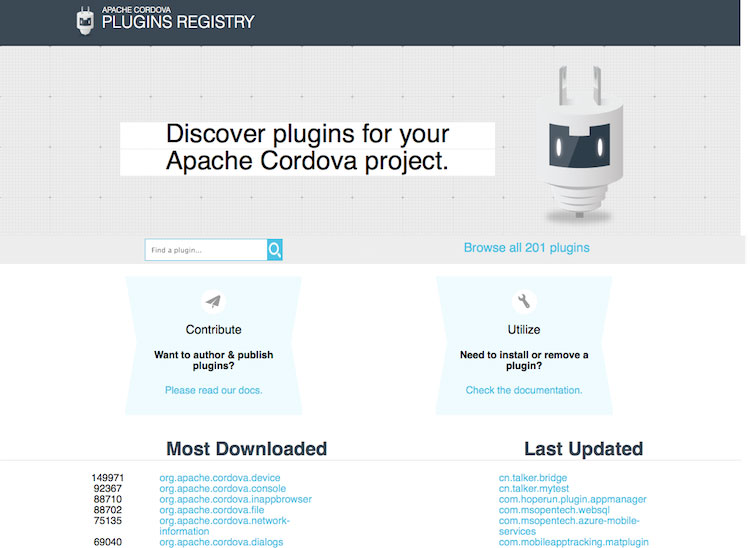 APACHE CORDOVA
PLUGINS REGISTRY
Discover plugins for your
Apache Cordova project.
Find a plugin...
Browse all 201 plugins
Contribute
Want to author & publish
plugins?
Please read our docs.
Utilize
Need to install or remove a
plugin?
Check the documentation.
Most Downloaded
149971 org.apache.cordova.device
92367 org.apache.cordova.console
88710 org.apache.cordova.inappbrowser
88702 org.apache.cordova.file
75135 org.apache.cordova.network-
information
69040 org.apache.cordova.dialogs
Last Updated
cn.talker.bridge
cn.talker.mytest
com.hoperun.plugin.appmanager
com.msopentech.websql
com.msopentech.azure-mobile-
services
com.mobileapptracking.matplugin